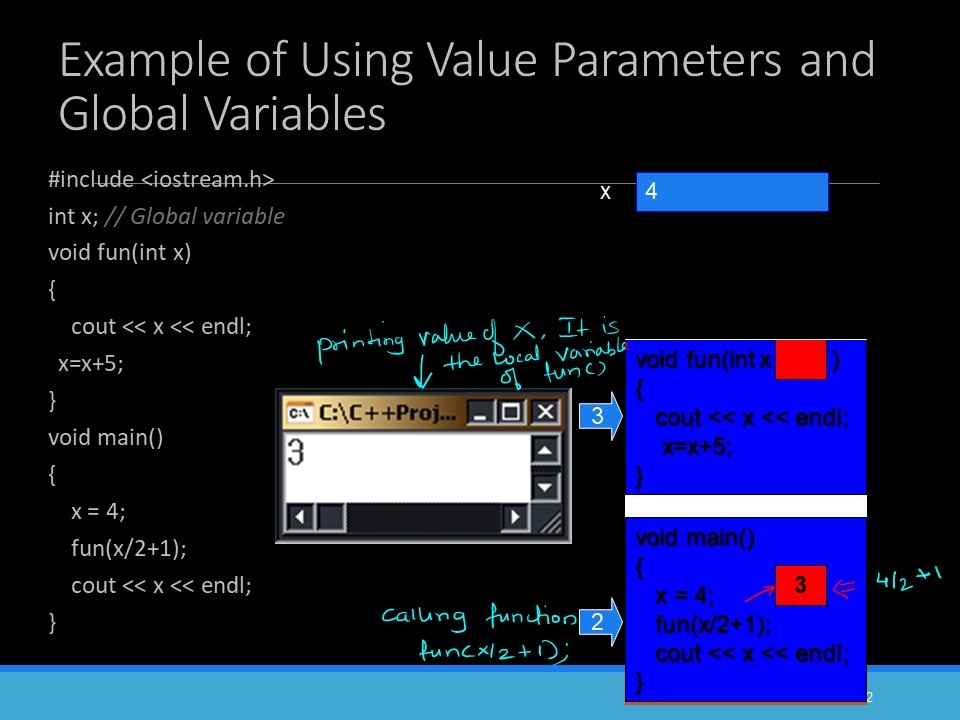 Example of Using Value Parameters and
Global Variables
#include <iostream.h>
int x; // Global variable
void fun(int x)
{
cout << x << endl;
x=x+5;
}
void main()
{
x = 4;
fun(x/2+1);
cout << x << endl;
}
x 4
printing value of X. It is
the local variable
of func()
C:\C++Proj...
3
3
void fun(int x )
{
cout << x << endl;
x=x+5;
}
void main()
{
x = 4;
3
4/2+1
fun(x/2+1);
cout << x << endl;
}
calling function
func(x/2+1);
2
2